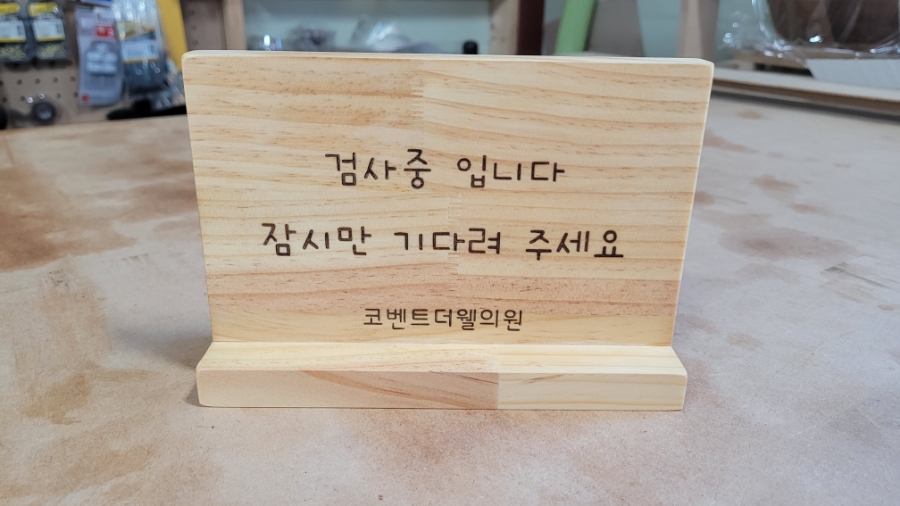 검사중 입니다
잠시만 기다려 주세요
코벤트더웰의원